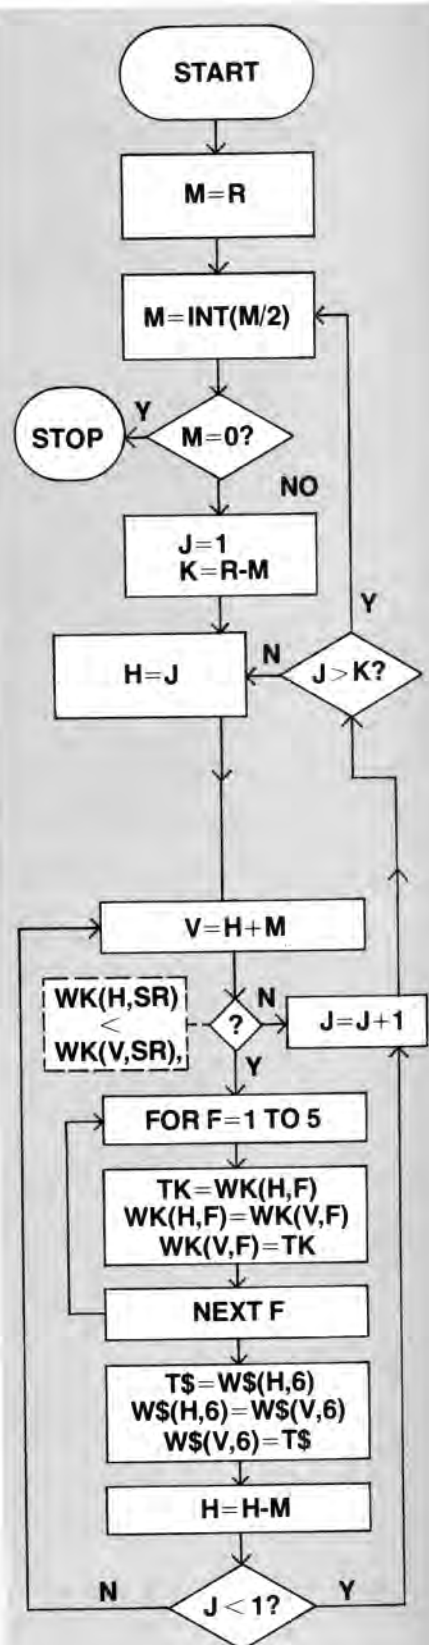 START
M=R
M=INT(M/2)
Y
STOP
M=0?
NO
J=1
K=R-M
Y
H=J
N
J>K?
V=H+M
WK(H,SR)
<
WK(V,SR),
?
N
J=J+1
Y
FOR F=1 TO 5
TK=WK(H,F)
WK(H,F)=WK(V,F)
WK(V,F)=TK
NEXT F
T$=W$(H,6)
W$(H,6)=W$(V,6)
W$(V,6)=T$
H=H-M
N
J<1?
Y